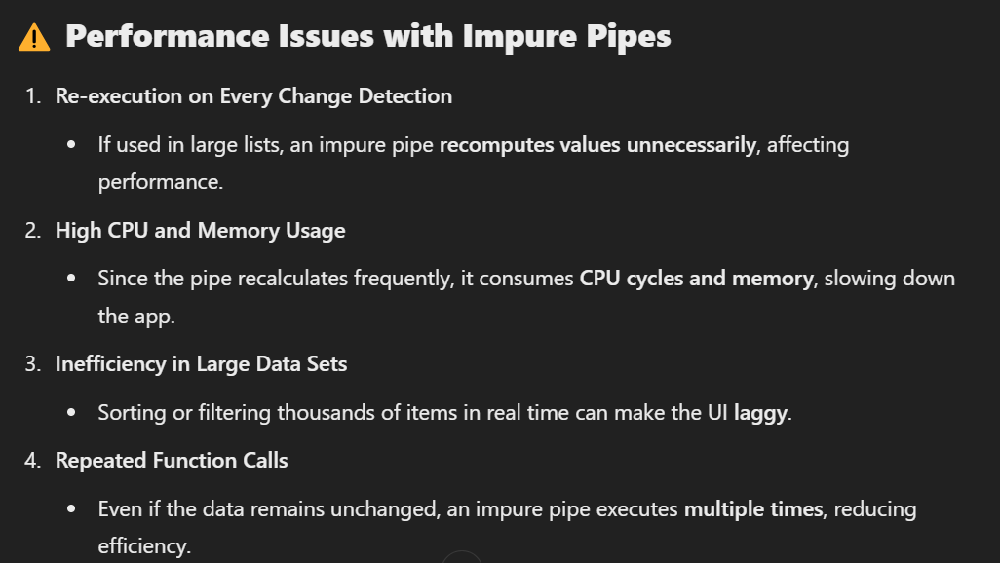 ⚠️ Performance Issues with Impure Pipes
1. Re-execution on Every Change Detection
• If used in large lists, an impure pipe recomputes values unnecessarily, affecting
performance.
2. High CPU and Memory Usage
• Since the pipe recalculates frequently, it consumes CPU cycles and memory, slowing down
the app.
3. Inefficiency in Large Data Sets
• Sorting or filtering thousands of items in real time can make the UI laggy.
4. Repeated Function Calls
• Even if the data remains unchanged, an impure pipe executes multiple times, reducing
efficiency.